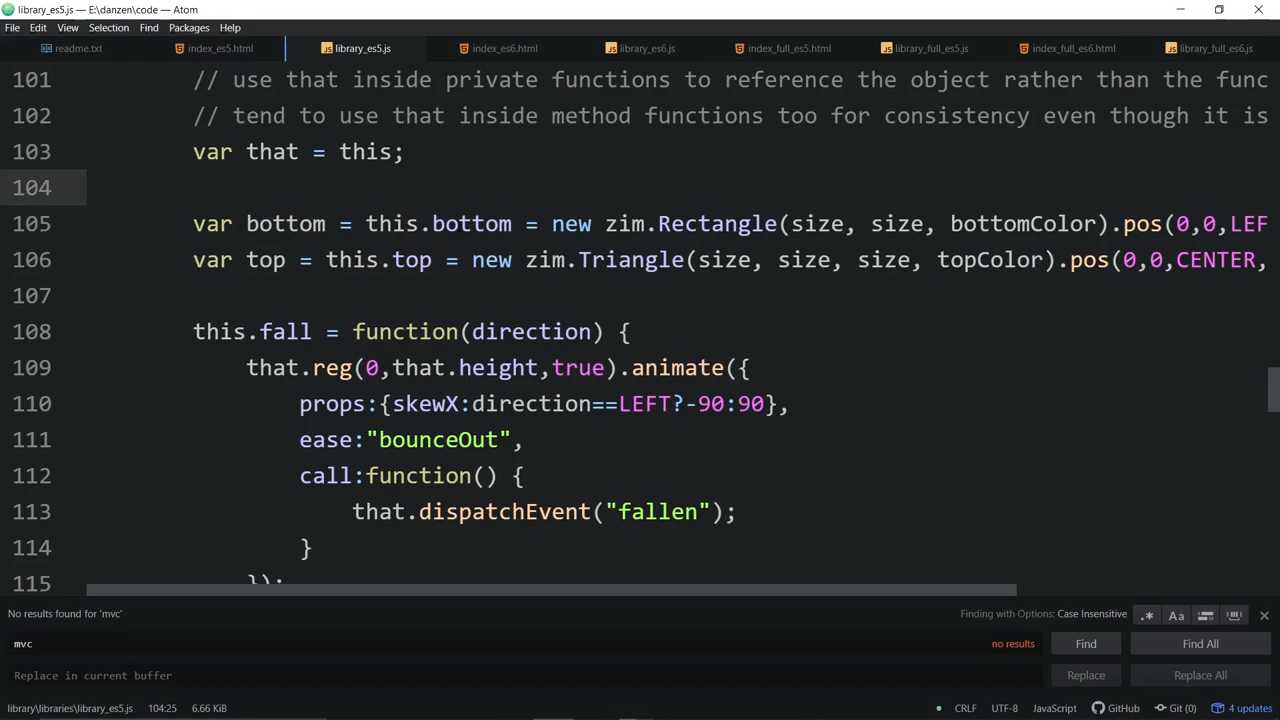 library_es5.js — E:\danzen\code — Atom
File Edit View Selection Find Packages Help
readme.txt index_es5.html library_es5.js index_es6.html library_es6.js index_full_es5.html library_full_es5.js index_full_es6.html library_full_es6.js
101 // use that inside private functions to reference the object rather than the func
102 // tend to use that inside method functions too for consistency even though it is
103 var that = this;
104
105 var bottom = this.bottom = new zim.Rectangle(size, size, bottomColor).pos(0,0,LEF
106 var top = this.top = new zim.Triangle(size, size, size, topColor).pos(0,0,CENTER,
107
108 this.fall = function(direction) {
109 that.reg(0,that.height,true).animate({
110 props:{skewX:direction==LEFT?-90:90},
111 ease:"bounceOut",
112 call:function() {
113 that.dispatchEvent("fallen");
114 }
115 });
No results found for 'mvc' Finding with Options: Case Insensitive .* Aa
mvc no results Find Find All
Replace in current buffer Replace Replace All
library\libraries\library_es5.js 104:25 6.66 KiB CRLF UTF-8 JavaScript GitHub Git (0) 4 updates